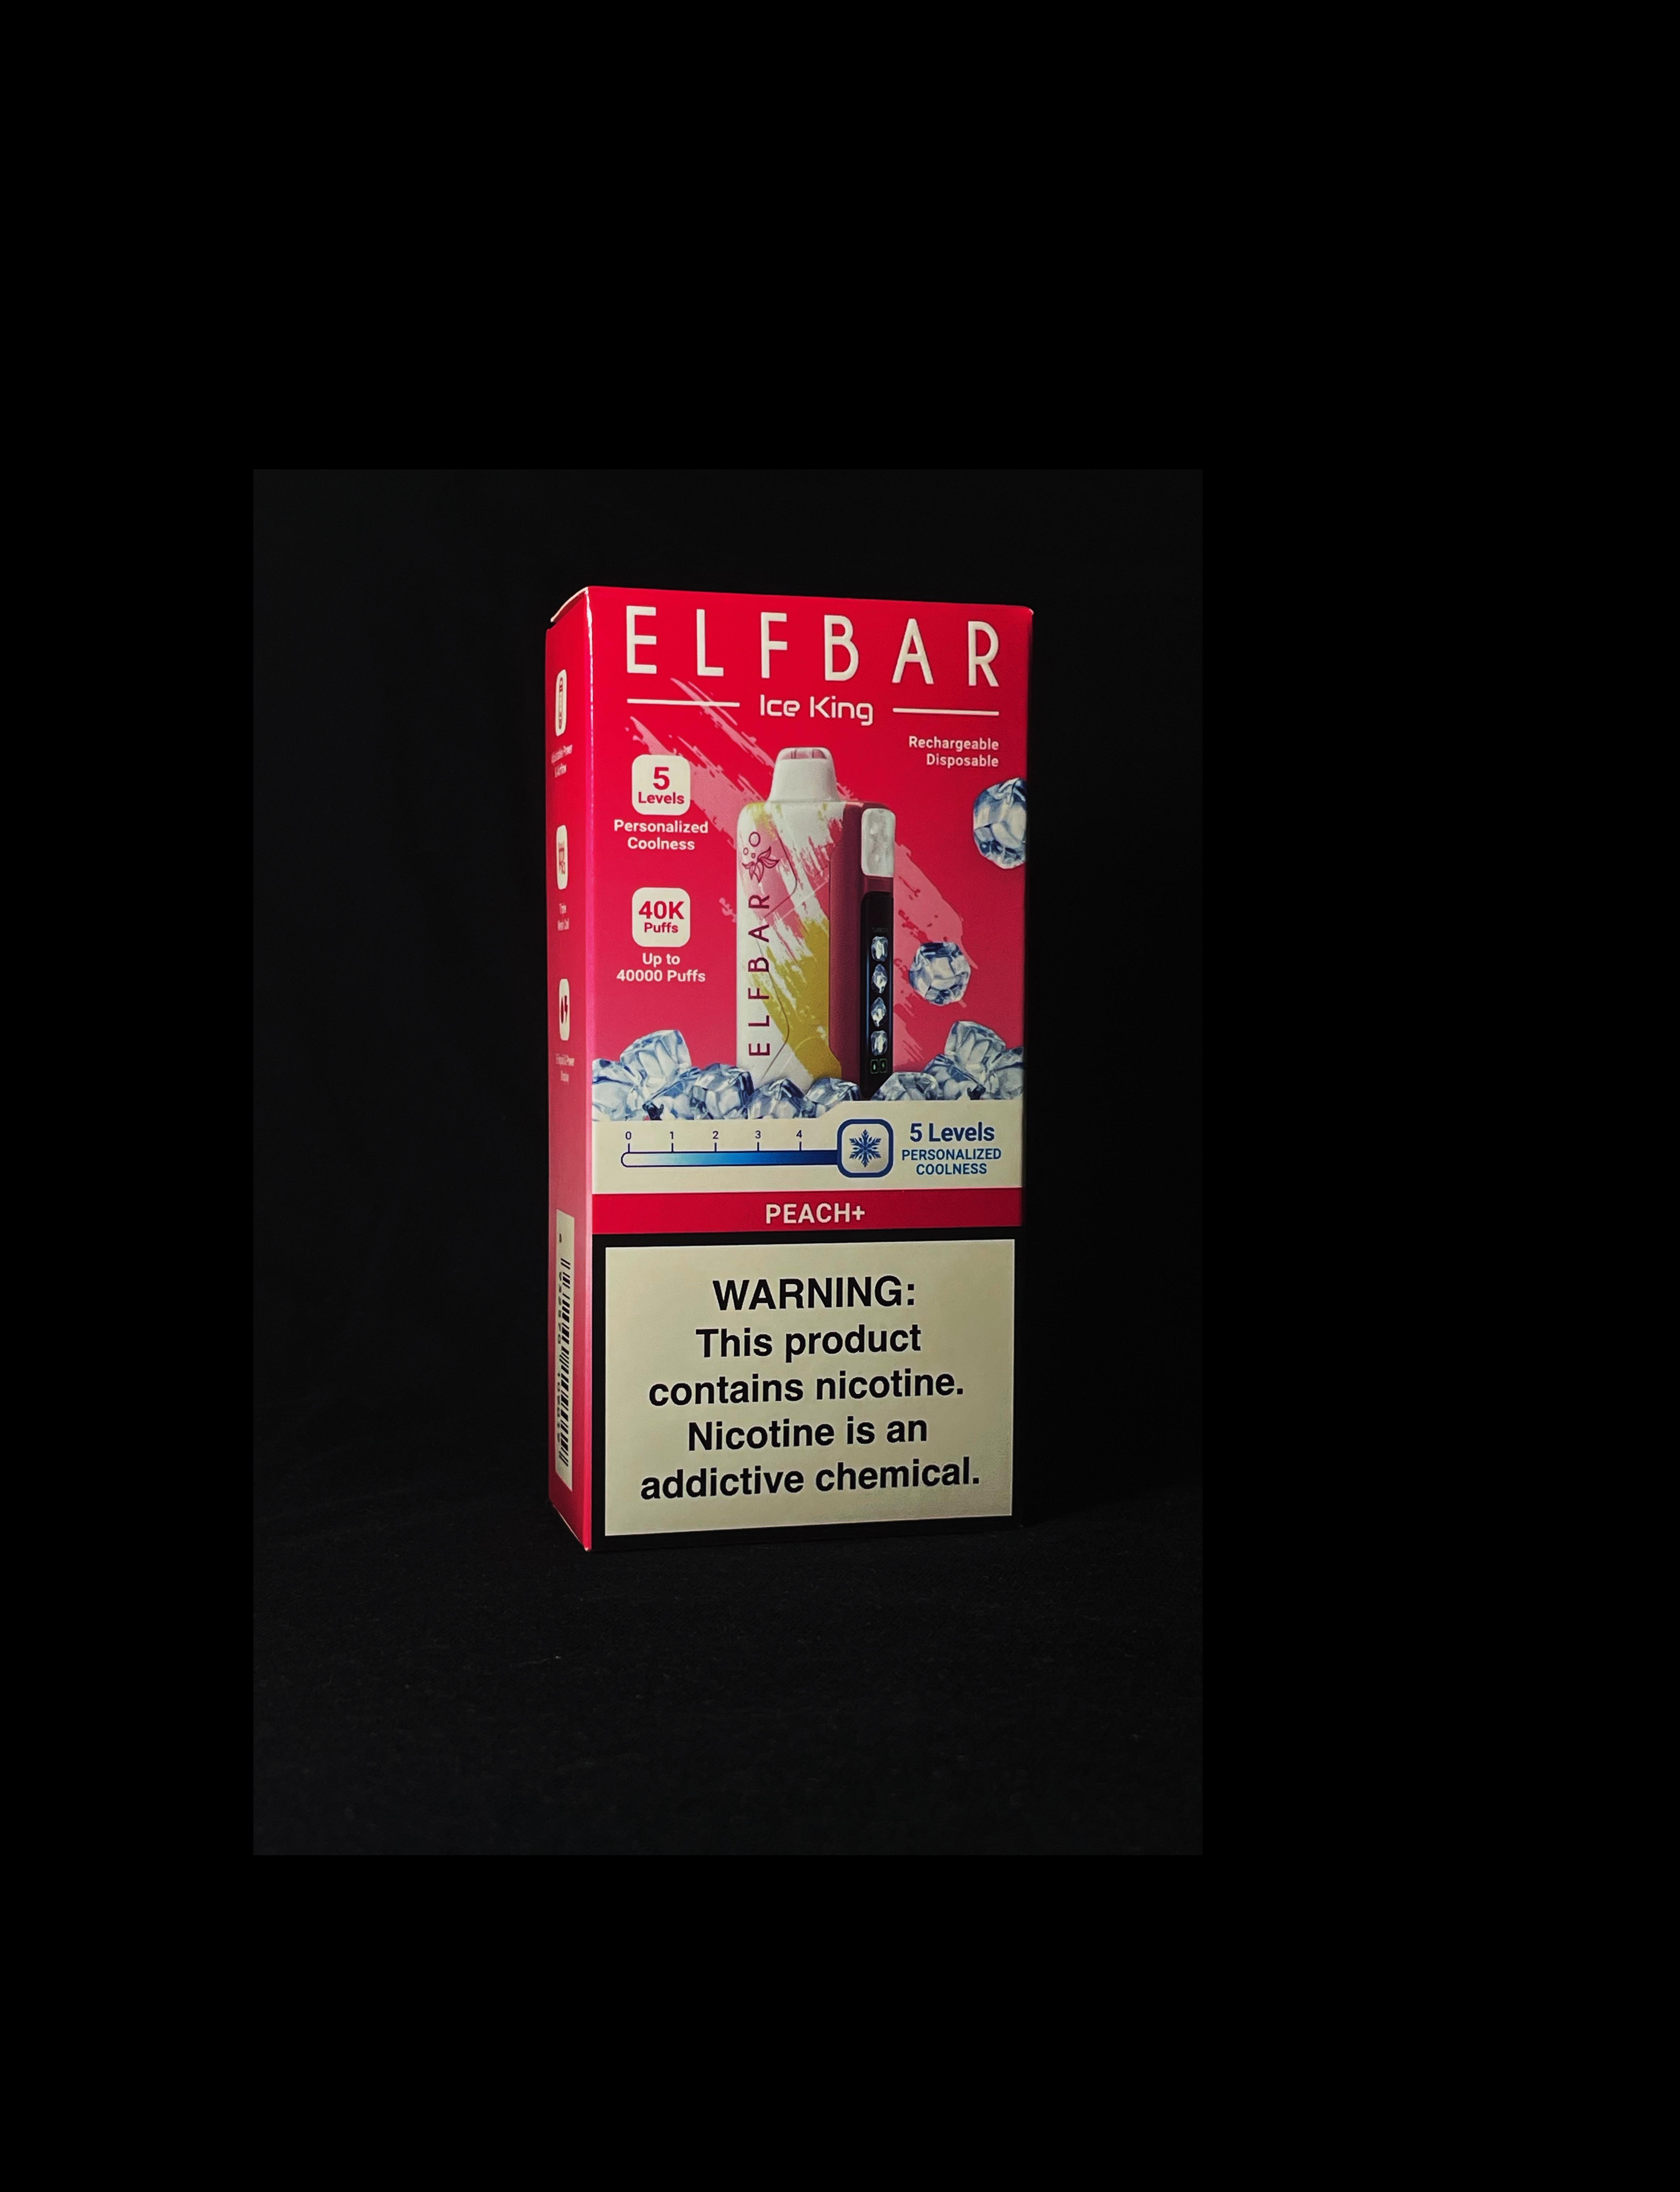 ELFBAR
Ice King
Rechargeable
Disposable
5
Levels
Personalized
Coolness
40K
Puffs
Up to
40000 Puffs
ELFBAR
0 1 2 3 4
5 Levels
PERSONALIZED
COOLNESS
PEACH+
WARNING:
This product
contains nicotine.
Nicotine is an
addictive chemical.